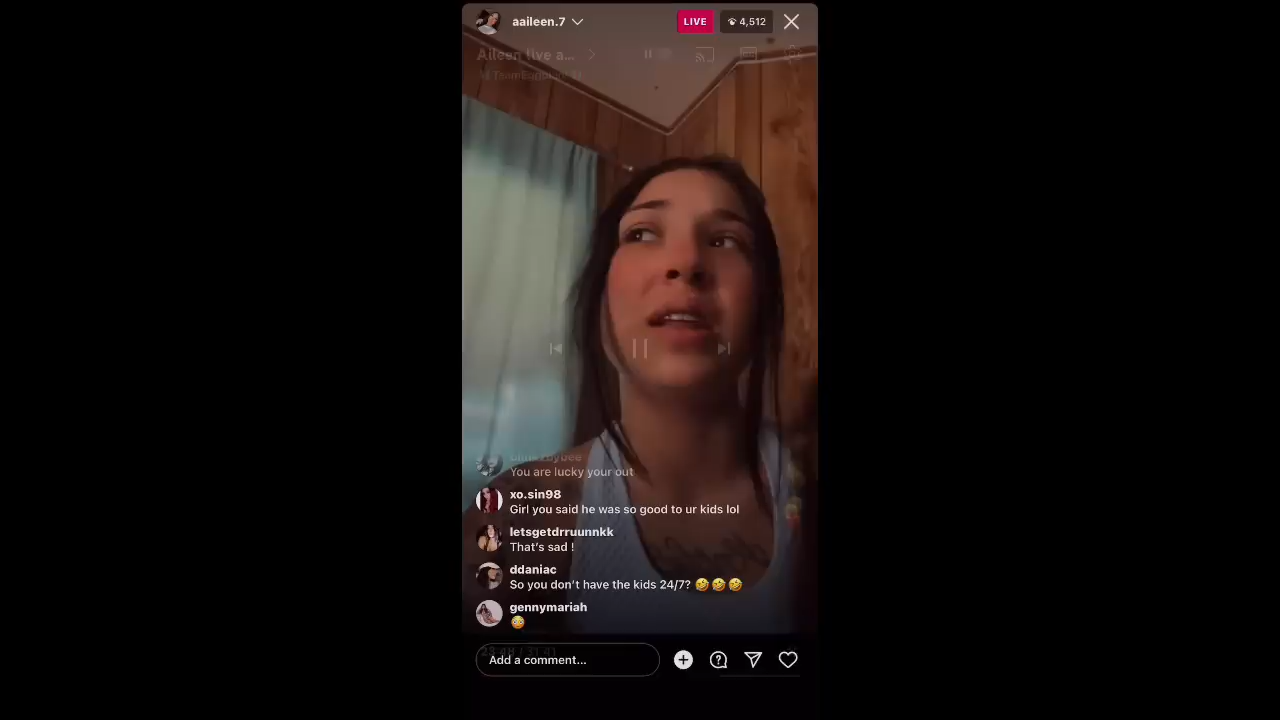 aaileen.7
LIVE
4,512
Aileen live a...
You are lucky your out
xo.sin98
Girl you said he was so good to ur kids lol
letsgetdrruunnkk
That's sad !
ddaniac
So you don't have the kids 24/7? 🤣🤣🤣
gennymariah
😳
Add a comment...